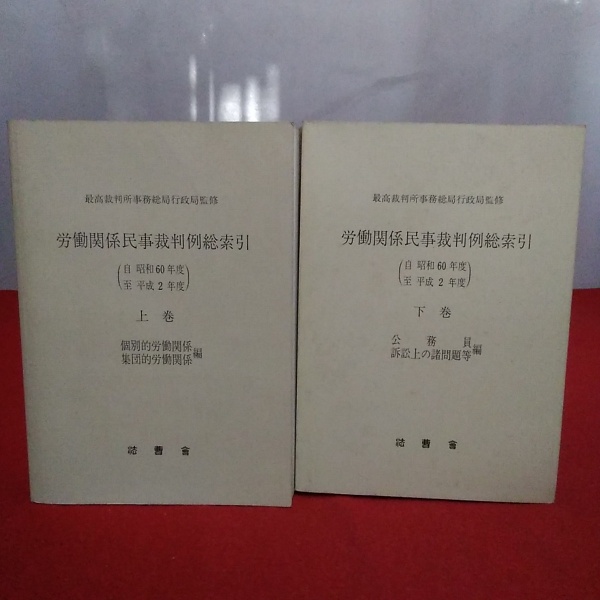 最高裁判所事務総局行政局監修
労働関係民事裁判例総索引
(自 昭和60年度
至 平成2年度)
上巻
個別的労働関係
集団的労働関係編
法曹會
最高裁判所事務総局行政局監修
労働関係民事裁判例総索引
(自 昭和60年度
至 平成2年度)
下巻
公務員
訴訟上の諸問題等編
法曹會